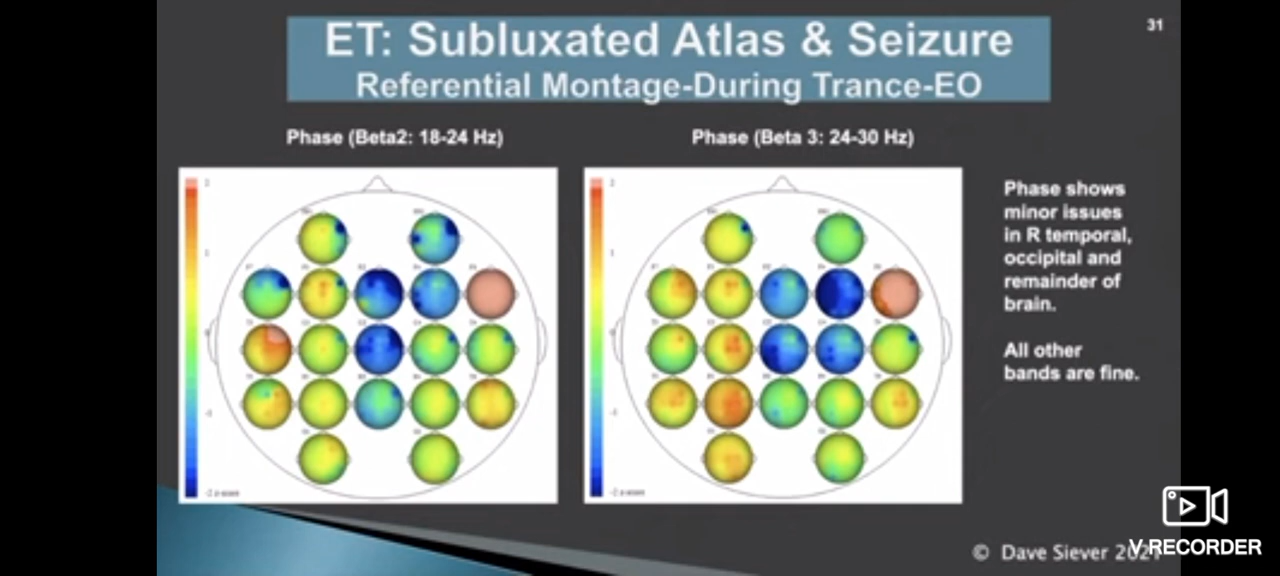 31
ET: Subluxated Atlas & Seizure
Referential Montage-During Trance-EO
Phase (Beta2: 18-24 Hz)
Phase (Beta 3: 24-30 Hz)
Phase shows
minor issues
in R temporal,
occipital and
remainder of
brain.
All other
bands are fine.
© Dave Siever
V RECORDER